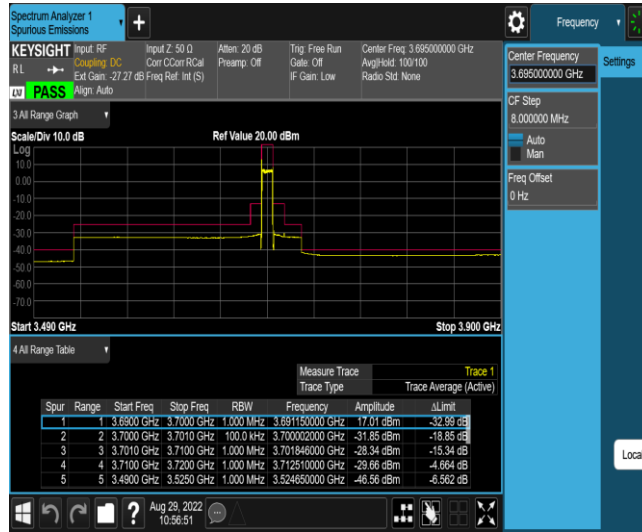 Spectrum Analyzer 1
Spurious Emissions
Frequency
KEYSIGHT
Input: RF
Coupling: DC
Ext Gain: -27.27 dB
Align: Auto
Input Z: 50 Ω
Corr CCorr RCal
Freq Ref: Int (S)
Atten: 20 dB
Preamp: Off
Trig: Free Run
Gate: Off
IF Gain: Low
Center Freq: 3.695000000 GHz
Avg|Hold: 100/100
Radio Std: None
RL
LXI
PASS
Center Frequency
3.695000000 GHz
Settings
CF Step
8.000000 MHz
Auto
Man
Freq Offset
0 Hz
3 All Range Graph
Scale/Div 10.0 dB
Ref Value 20.00 dBm
Log
10.0
0.00
-10.0
-20.0
-30.0
-40.0
-50.0
-60.0
-70.0
Start 3.490 GHz
Stop 3.900 GHz
4 All Range Table
Measure Trace Trace 1
Trace Type Trace Average (Active)
Spur Range Start Freq Stop Freq RBW Frequency Amplitude ΔLimit
1 1 3.6900 GHz 3.7000 GHz 1.000 MHz 3.691150000 GHz 17.01 dBm -32.99 dB
2 2 3.7000 GHz 3.7010 GHz 100.0 kHz 3.700002000 GHz -31.85 dBm -18.85 dB
3 3 3.7010 GHz 3.7100 GHz 1.000 MHz 3.701846000 GHz -28.34 dBm -15.34 dB
4 4 3.7100 GHz 3.7200 GHz 1.000 MHz 3.712510000 GHz -29.66 dBm -4.664 dB
5 5 3.4900 GHz 3.5250 GHz 1.000 MHz 3.524650000 GHz -46.56 dBm -6.562 dB
Local
Aug 29, 2022
10:56:51